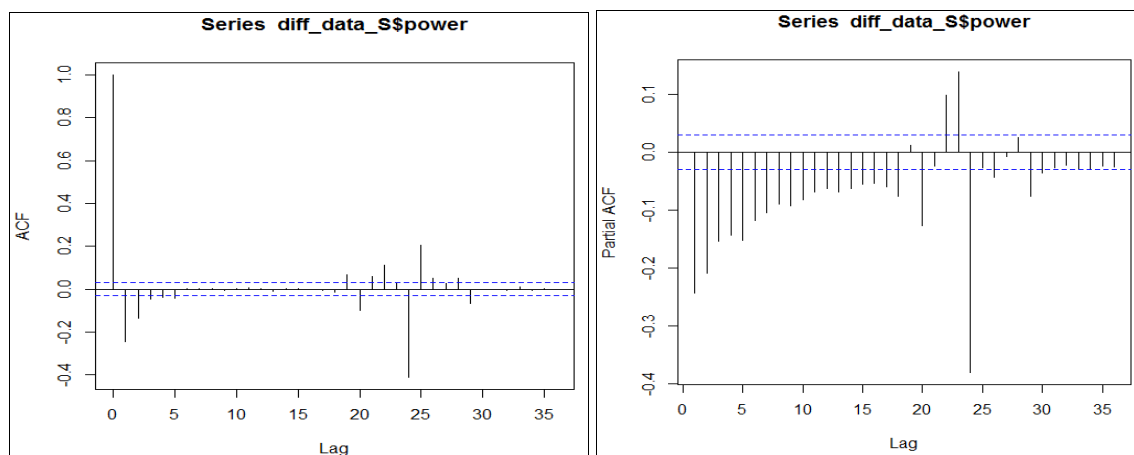 Series diff_data_S$power
ACF
1.0
0.8
0.6
0.4
0.2
0.0
-0.2
-0.4
0 5 10 15 20 25 30 35
Lag
Series diff_data_S$power
Partial ACF
0.1
0.0
-0.1
-0.2
-0.3
-0.4
0 5 10 15 20 25 30 35
Lag